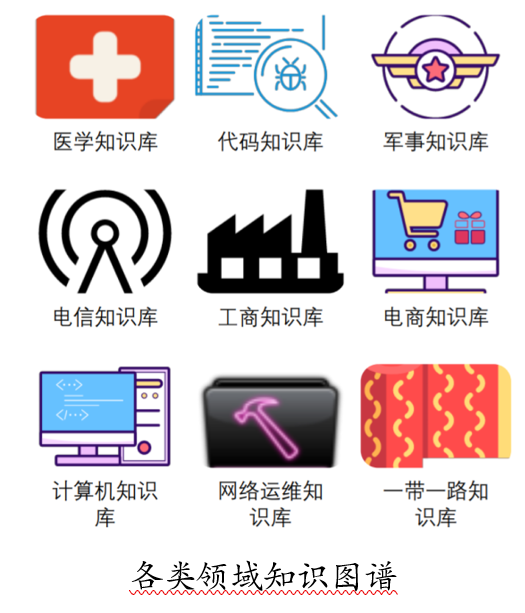 医学知识库
代码知识库
军事知识库
电信知识库
工商知识库
电商知识库
计算机知识
库
网络运维知
识库
一带一路知
识库
各类领域知识图谱